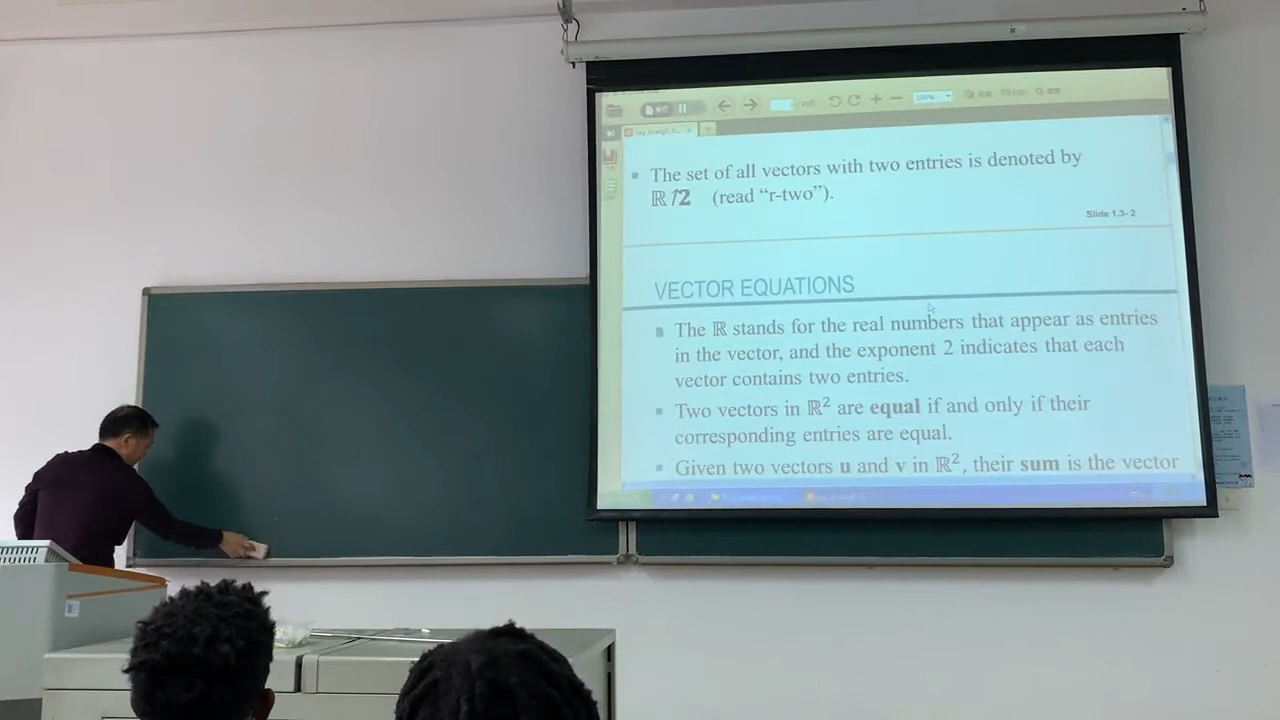 100%
The set of all vectors with two entries is denoted by
ℝ↑2 (read “r-two”).
Slide 1.3- 2
VECTOR EQUATIONS
The ℝ stands for the real numbers that appear as entries
in the vector, and the exponent 2 indicates that each
vector contains two entries.
Two vectors in ℝ² are equal if and only if their
corresponding entries are equal.
Given two vectors u and v in ℝ², their sum is the vector